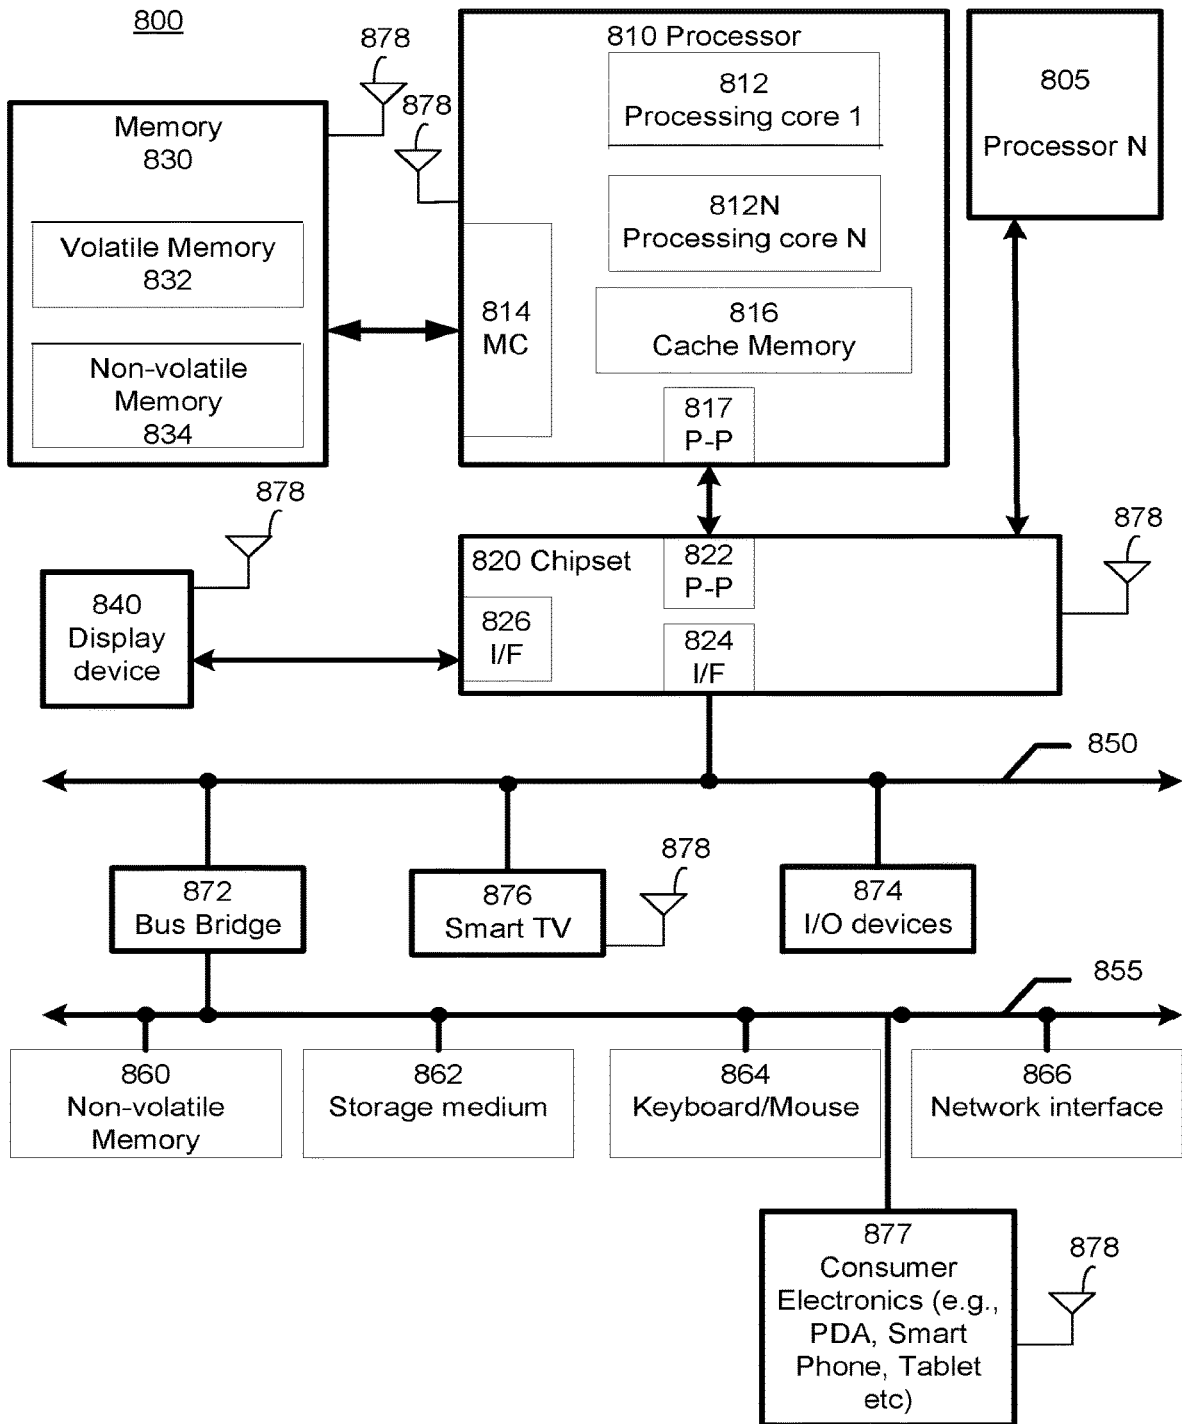 800
878
878
Memory
830
Volatile Memory
832
Non-volatile
Memory
834
810 Processor
812
Processing core 1
812N
Processing core N
814
MC
816
Cache Memory
817
P-P
805
Processor N
878
840
Display
device
820 Chipset
822
P-P
826
I/F
824
I/F
878
850
872
Bus Bridge
876
Smart TV
878
874
I/O devices
855
860
Non-volatile
Memory
862
Storage medium
864
Keyboard/Mouse
866
Network interface
877
Consumer
Electronics (e.g.,
PDA, Smart
Phone, Tablet
etc)
878